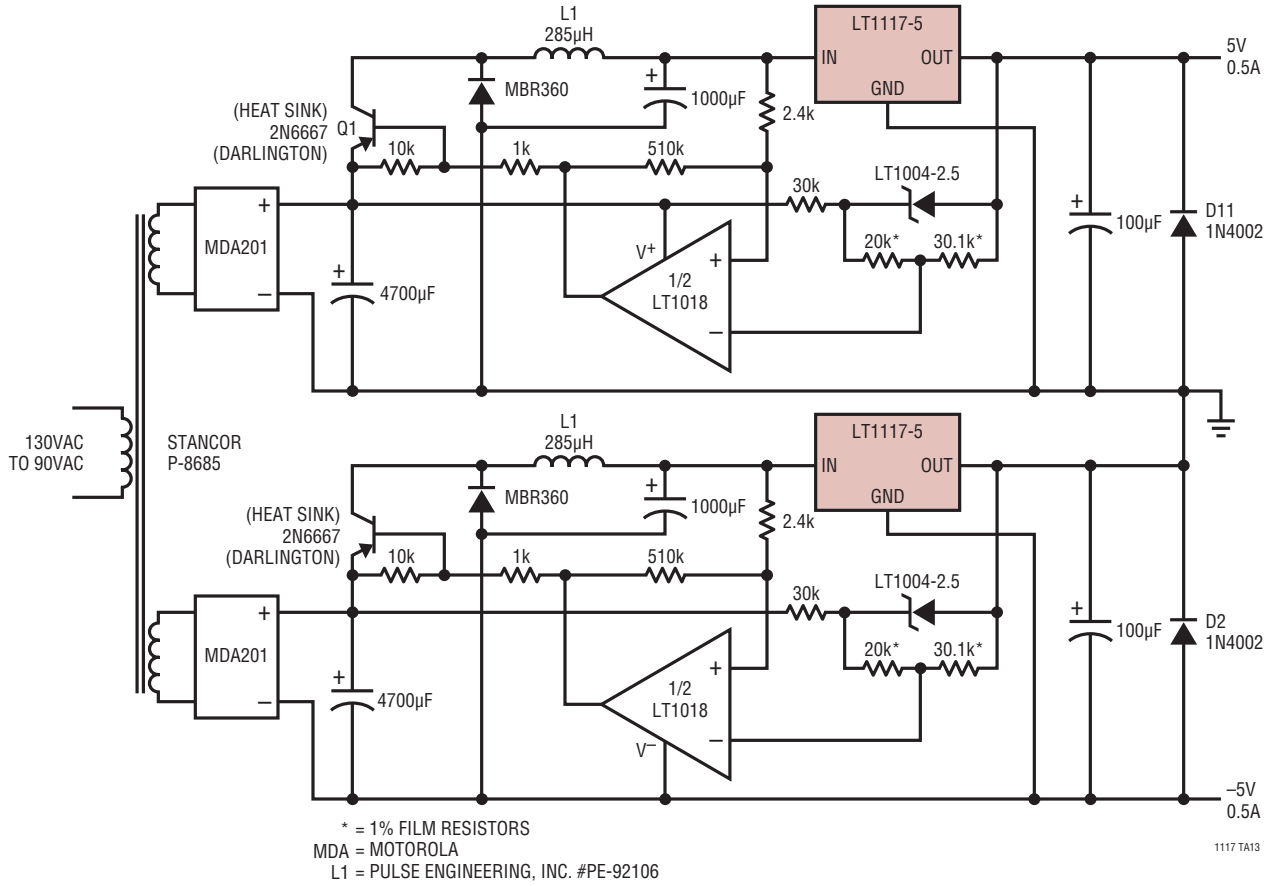 L1
285µH
LT1117-5
IN
OUT
GND
5V
0.5A
MBR360
+
1000µF
2.4k
(HEAT SINK)
2N6667
(DARLINGTON)
Q1
10k
1k
510k
30k
LT1004-2.5
20k*
30.1k*
+
100µF
D11
1N4002
MDA201
+
–
+
4700µF
V+
+
1/2
LT1018
–
130VAC
TO 90VAC
STANCOR
P-8685
L1
285µH
LT1117-5
IN
OUT
GND
MBR360
+
1000µF
2.4k
(HEAT SINK)
2N6667
(DARLINGTON)
10k
1k
510k
30k
LT1004-2.5
20k*
30.1k*
+
100µF
D2
1N4002
MDA201
+
–
+
4700µF
+
1/2
LT1018
–
V–
–5V
0.5A
* = 1% FILM RESISTORS
MDA = MOTOROLA
L1 = PULSE ENGINEERING, INC. #PE-92106
1117 TA13